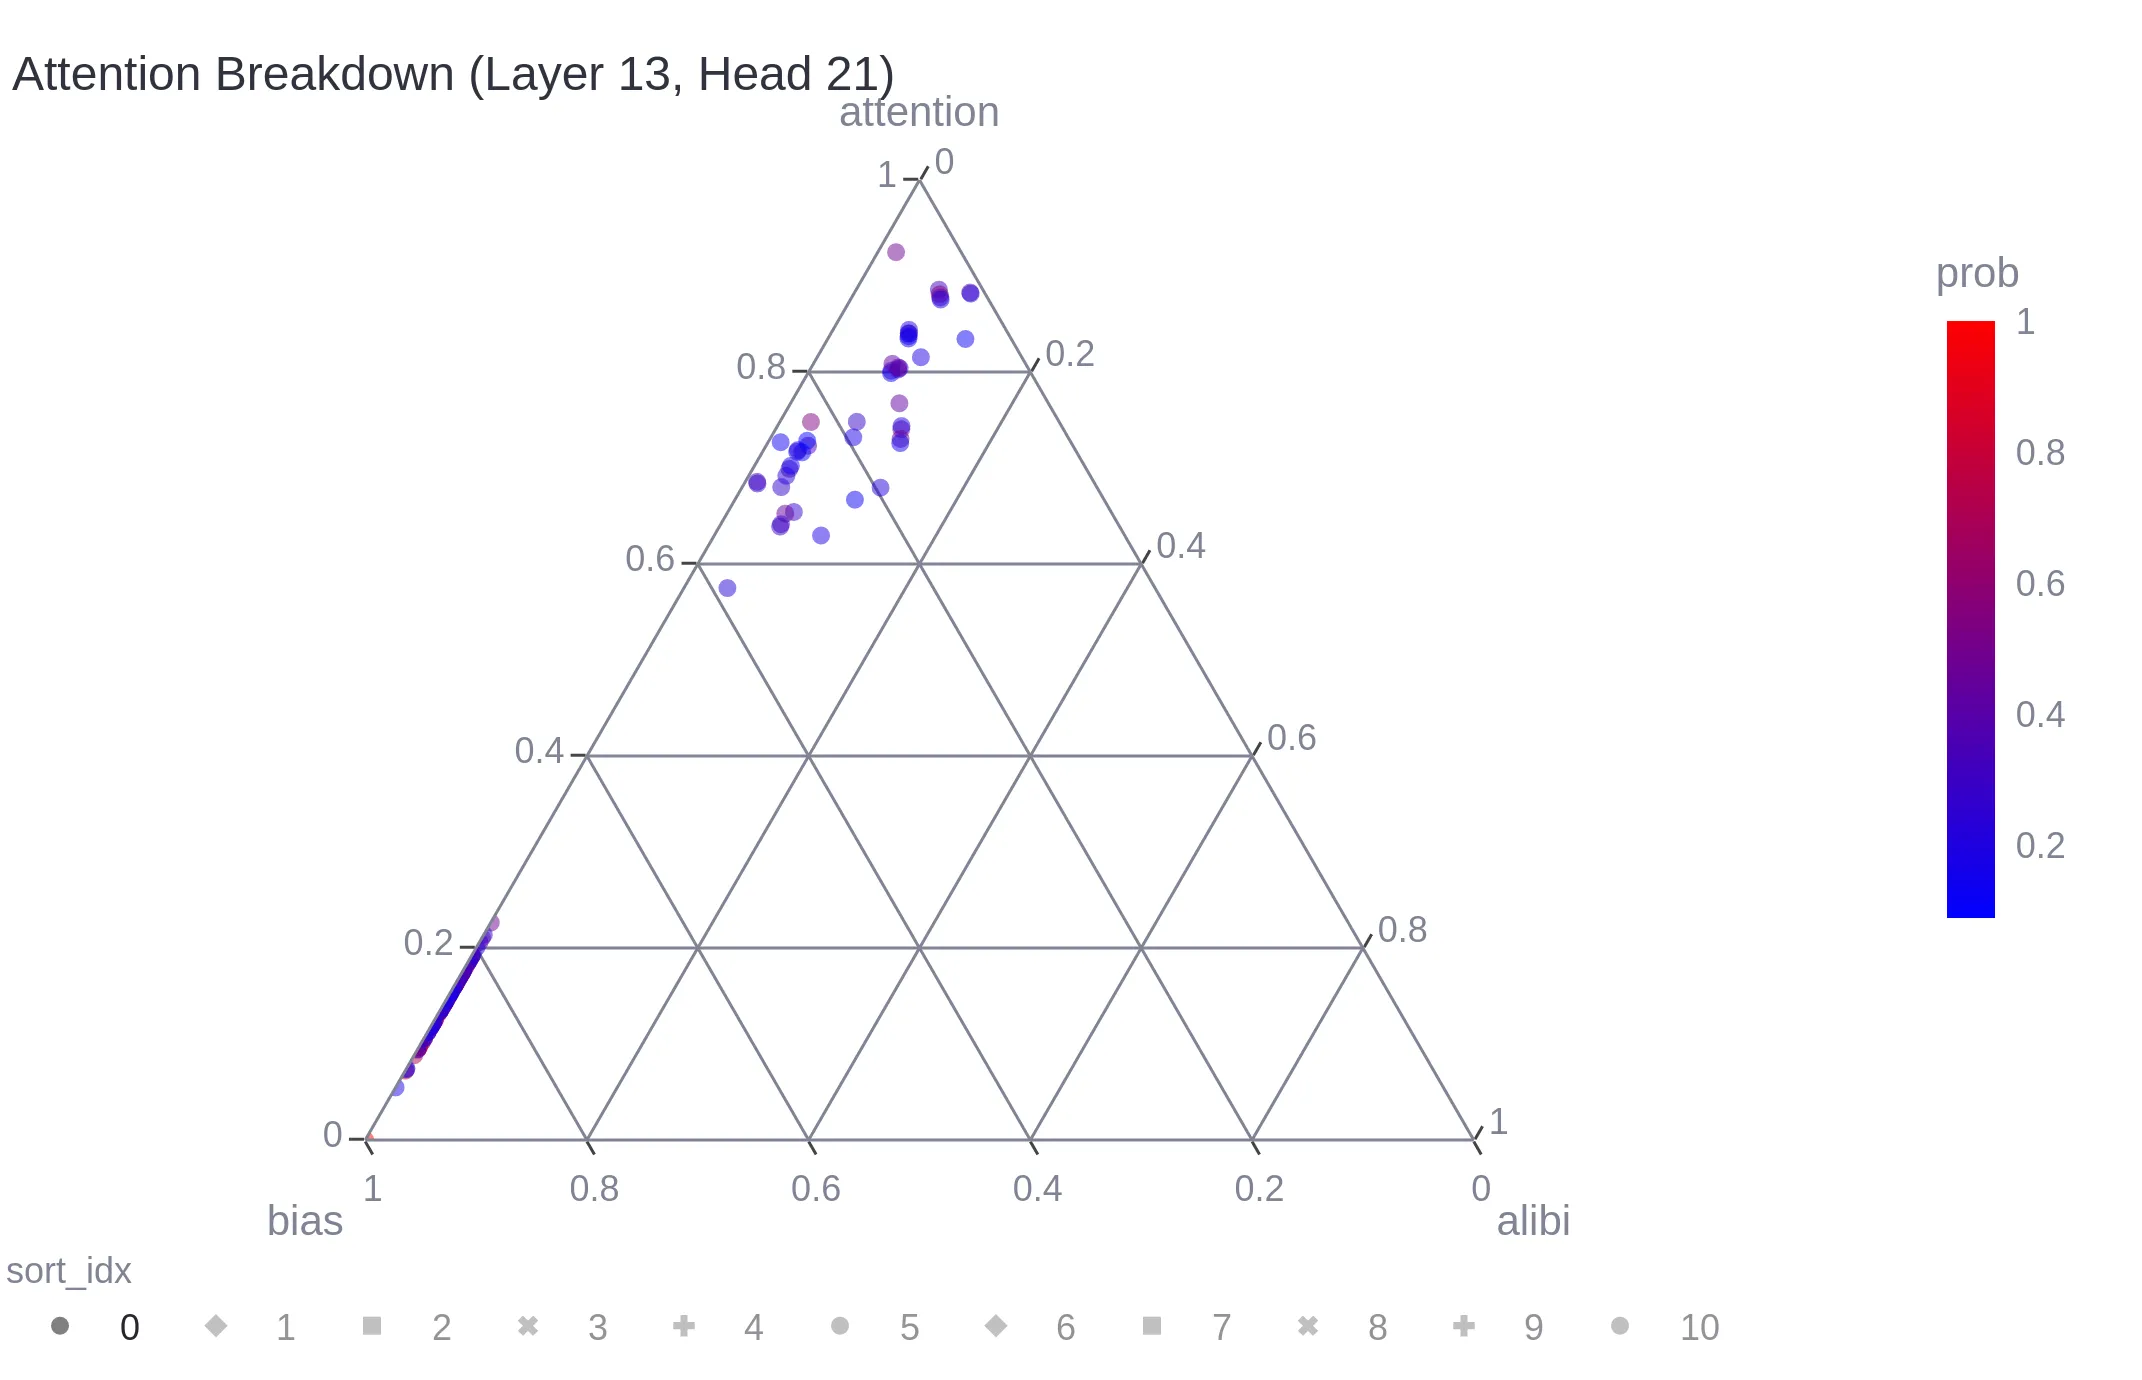 Attention Breakdown (Layer 13, Head 21)
attention
1 0
prob
1
0.8 0.2
0.8
0.6 0.4
0.6
0.4 0.6
0.4
0.2
0.2 0.8
0 1
1 0.8 0.6 0.4 0.2 0
bias alibi
sort_idx
0 1 2 3 4 5 6 7 8 9 10